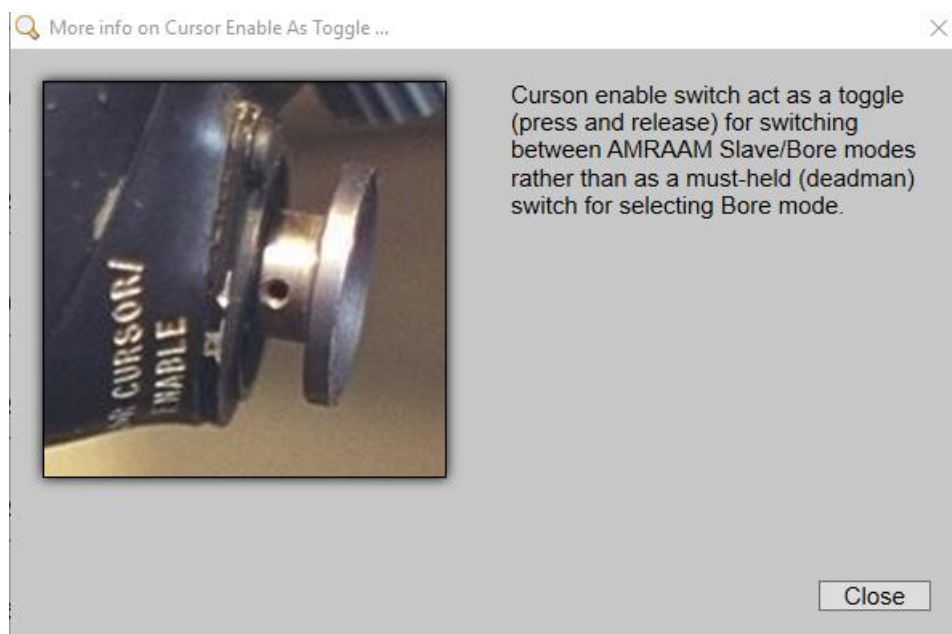 More info on Cursor Enable As Toggle ...
Curson enable switch act as a toggle
(press and release) for switching
between AMRAAM Slave/Bore modes
rather than as a must-held (deadman)
switch for selecting Bore mode.
CURSOR/
ENABLE
Close